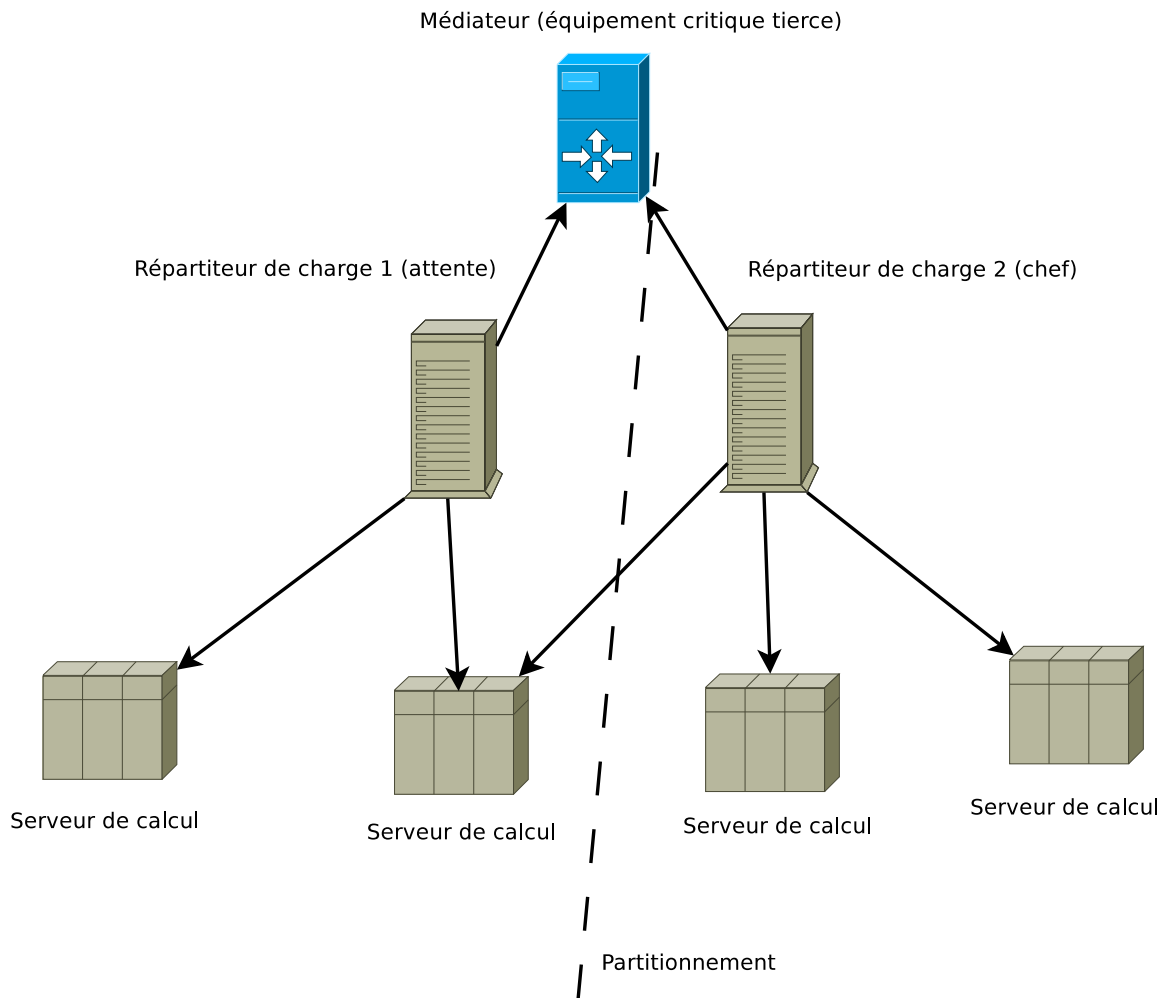 Médiateur (équipement critique tierce)
Répartiteur de charge 1 (attente)
Répartiteur de charge 2 (chef)
Serveur de calcul
Serveur de calcul
Serveur de calcul
Serveur de calcul
Partitionnement